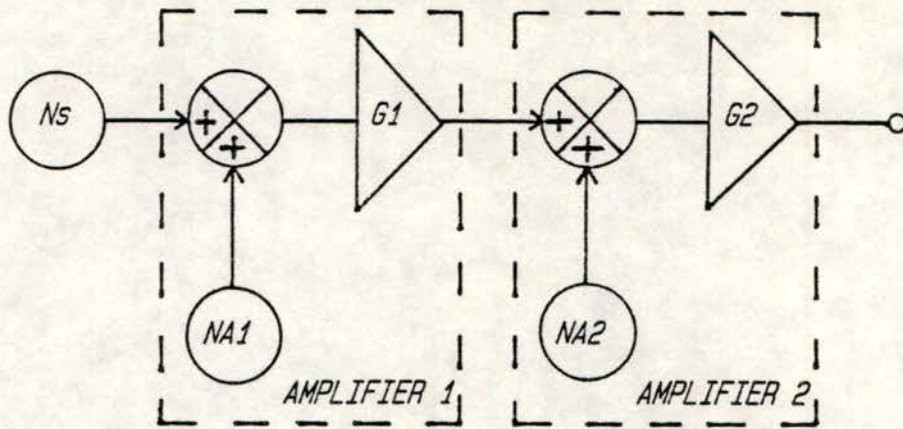 Ns
+
+
G1
+
+
G2
NA1
NA2
AMPLIFIER 1
AMPLIFIER 2